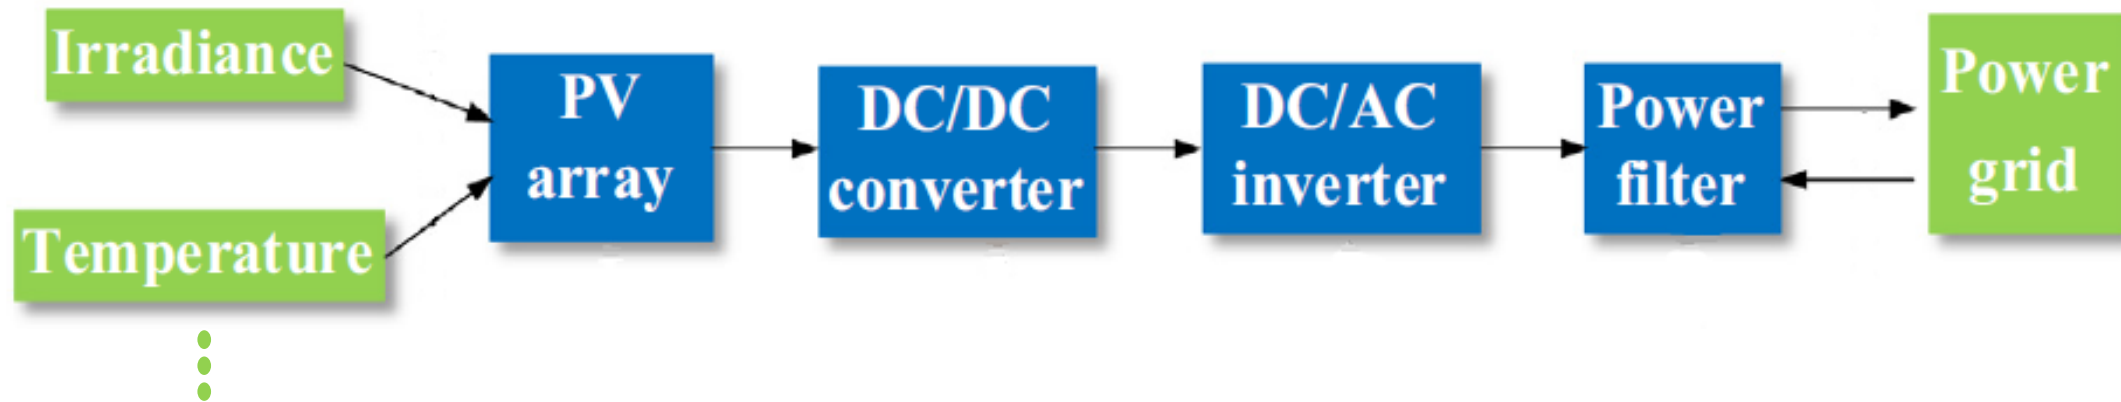 Irradiance
Temperature
PV
array
DC/DC
converter
DC/AC
inverter
Power
filter
Power
grid